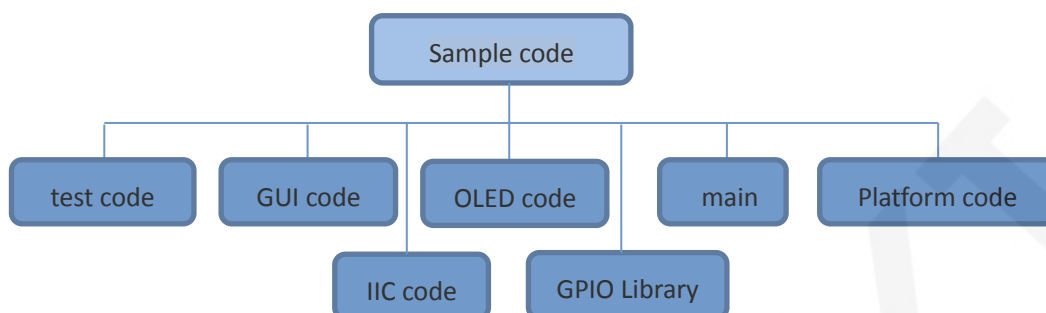 Sample code
test code
GUI code
OLED code
main
Platform code
IIC code
GPIO Library